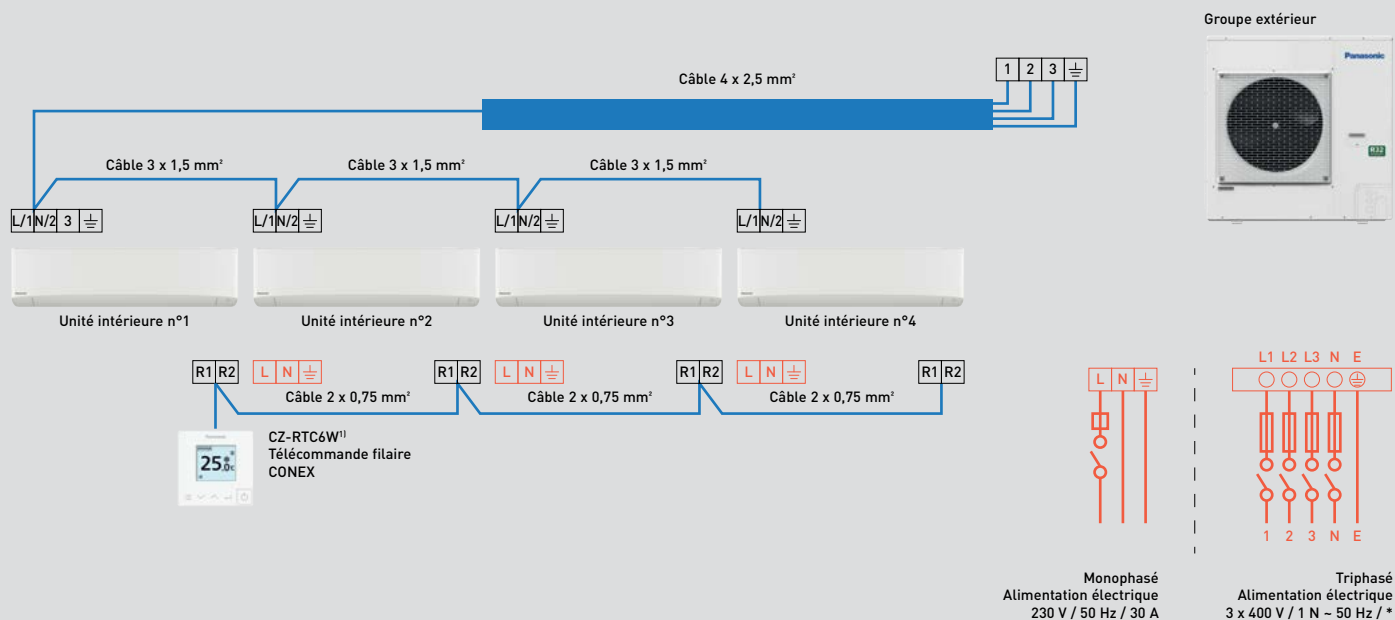 Groupe extérieur
Panasonic
R32
1 2 3
Câble 4 x 2,5 mm²
Câble 3 x 1,5 mm² Câble 3 x 1,5 mm² Câble 3 x 1,5 mm²
L/1 N/2 3 L/1 N/2 L/1 N/2 L/1 N/2
Unité intérieure n°1 Unité intérieure n°2 Unité intérieure n°3 Unité intérieure n°4
R1 R2 L N R1 R2 L N R1 R2 L N R1 R2
Câble 2 x 0,75 mm² Câble 2 x 0,75 mm² Câble 2 x 0,75 mm²
Panasonic
25.0c
CZ-RTC6W¹⁾
Télécommande filaire
CONEX
L N
L1 L2 L3 N E
1 2 3 N E
Monophasé
Alimentation électrique
230 V / 50 Hz / 30 A
Triphasé
Alimentation électrique
3 x 400 V / 1 N ~ 50 Hz / *